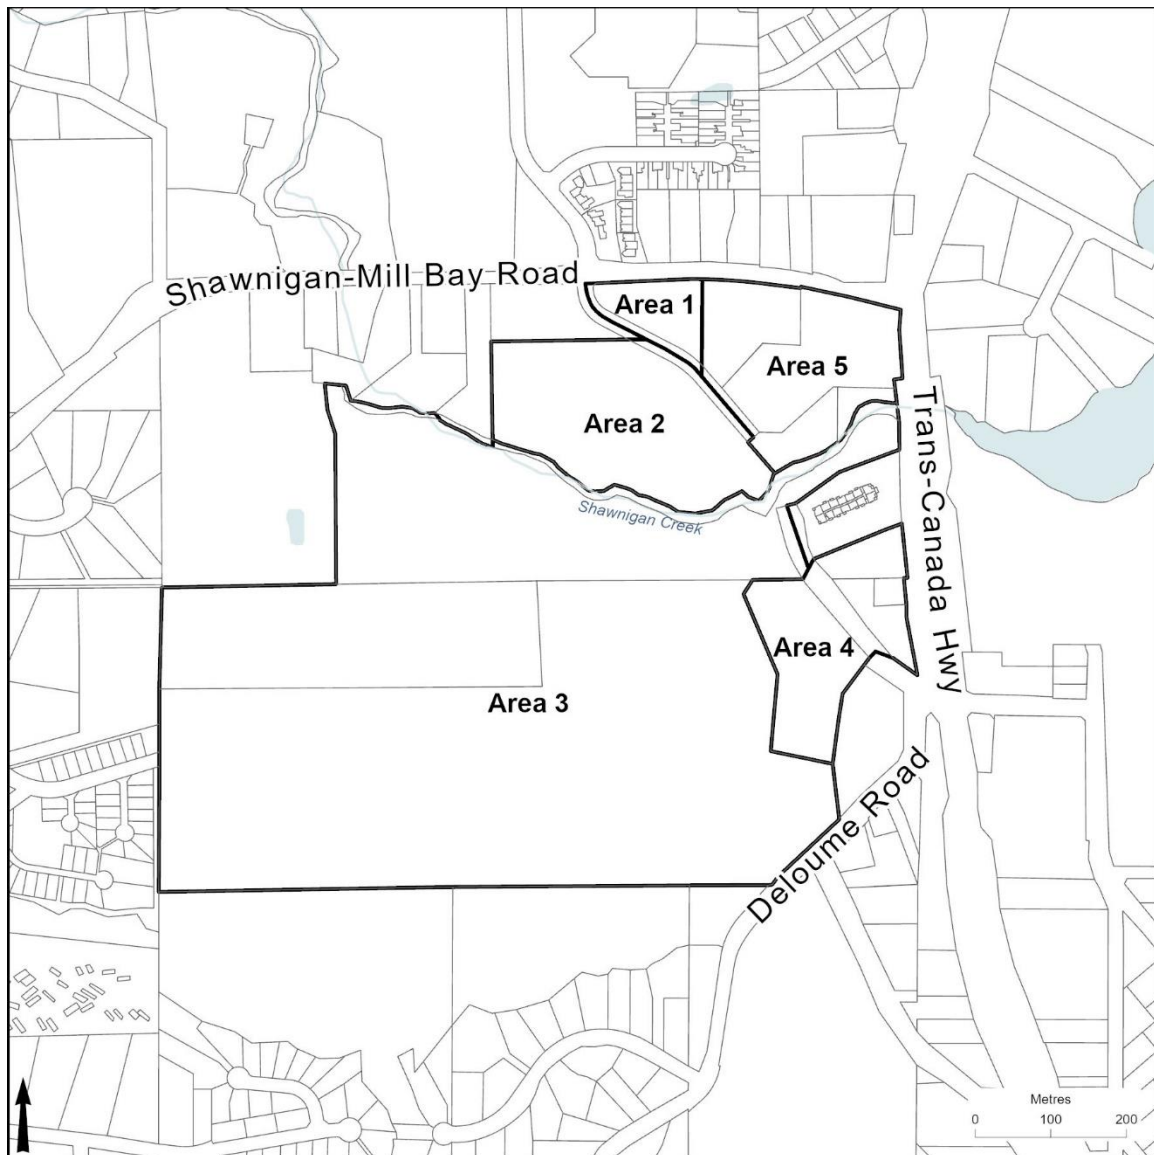 Shawnigan-Mill Bay Road
Area 1
Area 5
Area 2
Trans-Canada Hwy
Shawnigan Creek
Area 4
Area 3
Deloume Road
Metres
0 100 200